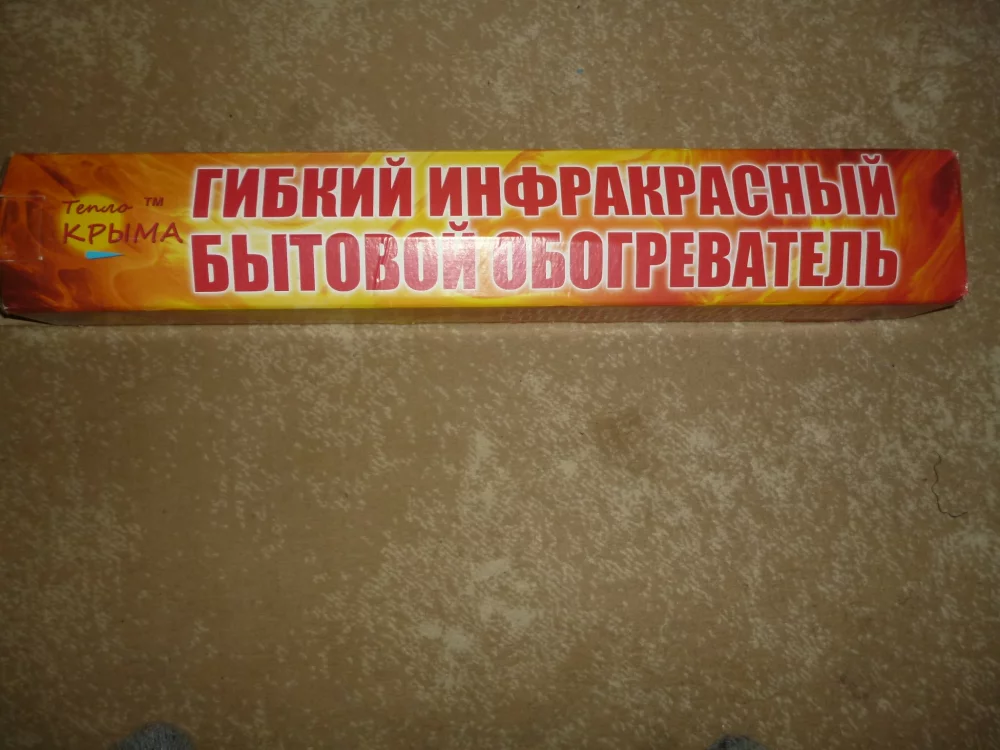 Тепло ™
КРЫМА
ГИБКИЙ ИНФРАКРАСНЫЙ
БЫТОВОЙ ОБОГРЕВАТЕЛЬ